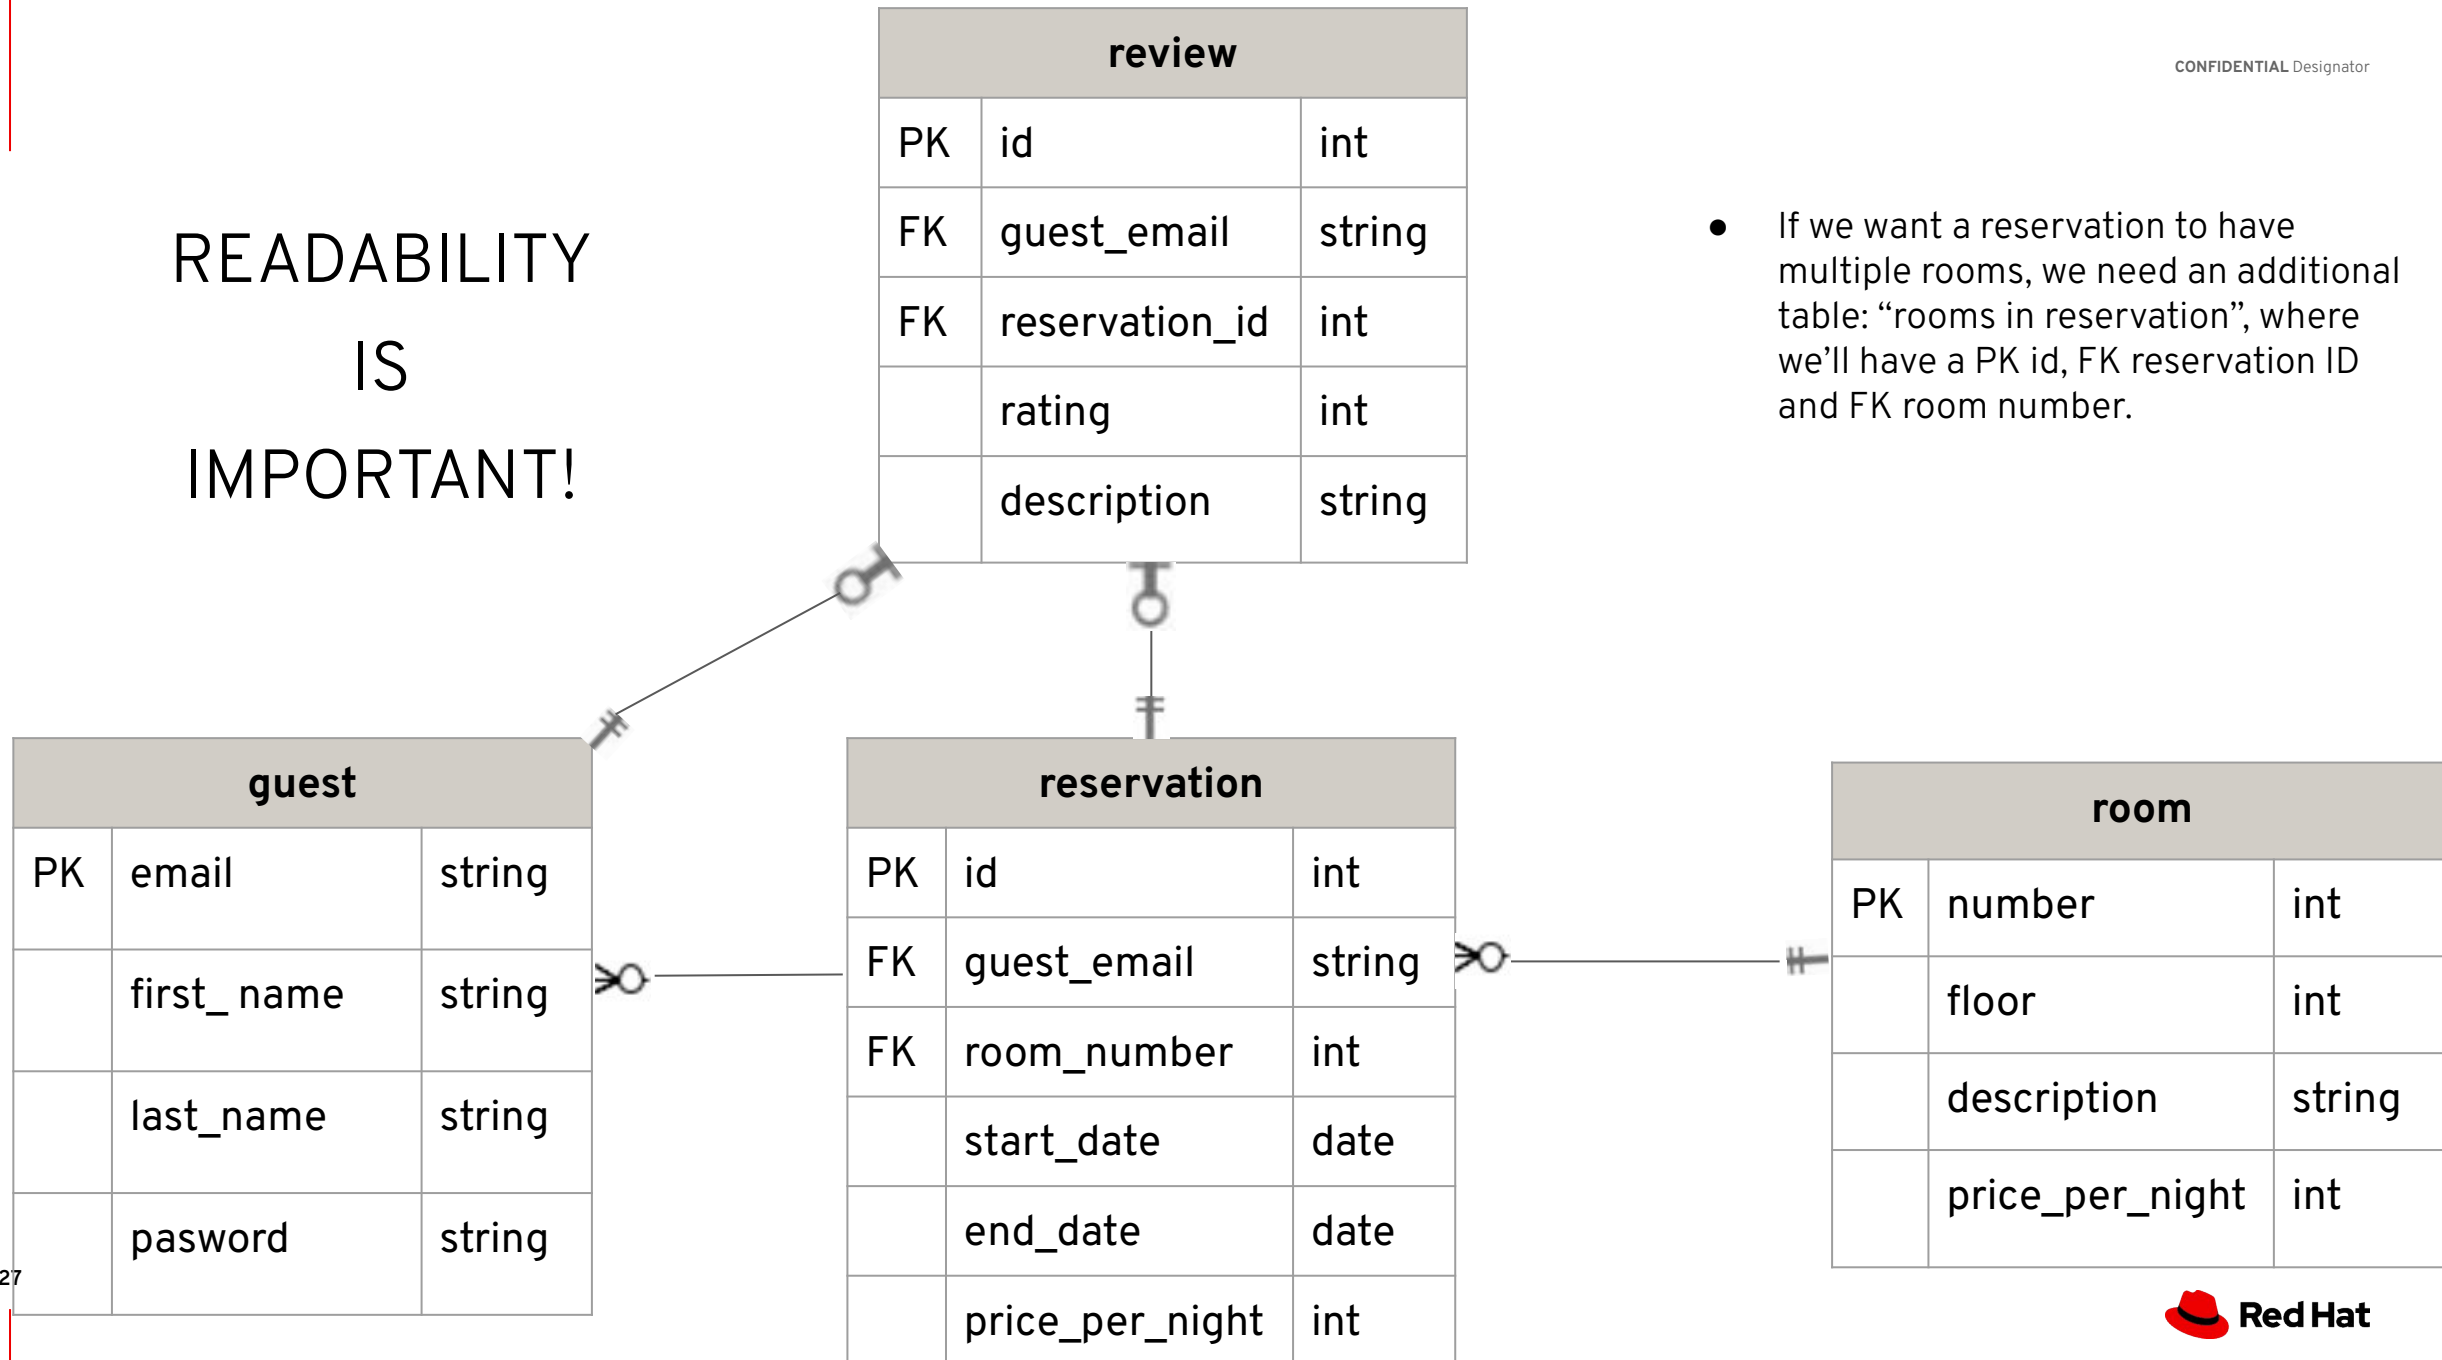 CONFIDENTIAL Designator
READABILITY
IS
IMPORTANT!
review
PK id int
FK guest_email string
FK reservation_id int
rating int
description string
● If we want a reservation to have
multiple rooms, we need an additional
table: “rooms in reservation”, where
we’ll have a PK id, FK reservation ID
and FK room number.
guest
PK email string
first_ name string
last_name string
pasword string
reservation
PK id int
FK guest_email string
FK room_number int
start_date date
end_date date
price_per_night int
room
PK number int
floor int
description string
price_per_night int
27
Red Hat